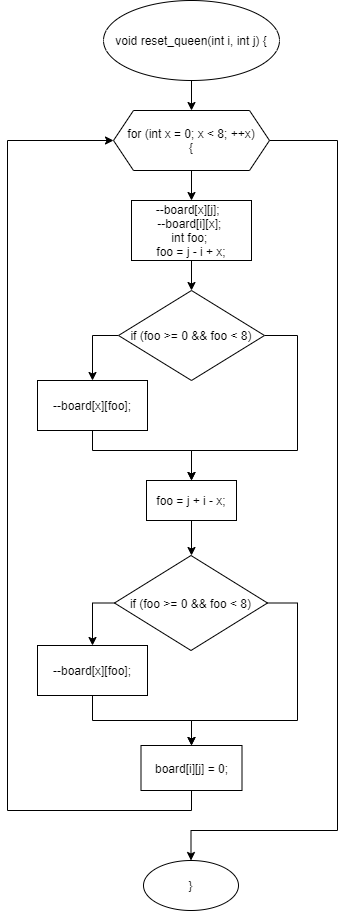 void reset_queen(int i, int j) {
for (int x = 0; x < 8; ++x)
{
--board[x][j];
--board[i][x];
int foo;
foo = j - i + x;
if (foo >= 0 && foo < 8)
--board[x][foo];
foo = j + i - x;
if (foo >= 0 && foo < 8)
--board[x][foo];
board[i][j] = 0;
}